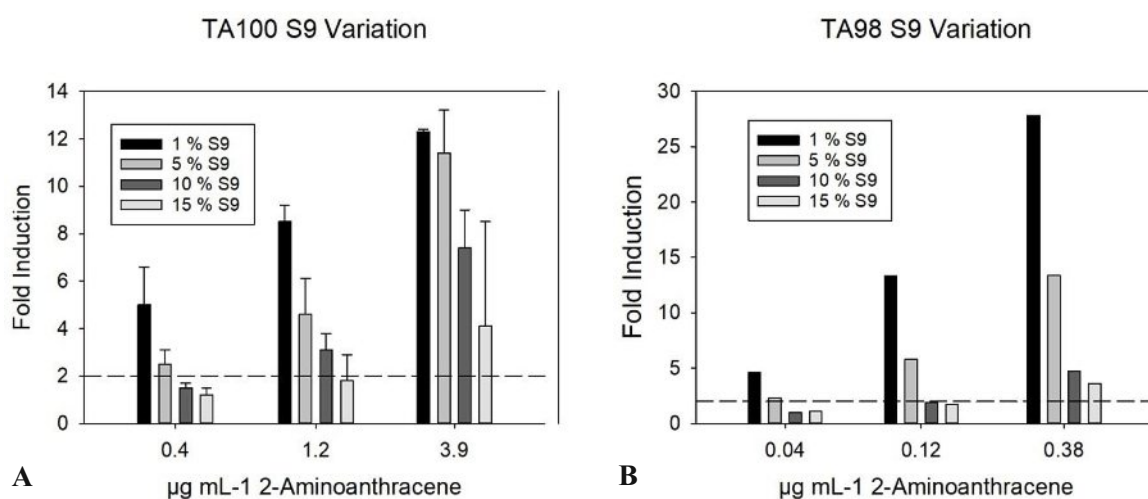 TA100 S9 Variation
14
12
10
8
6
4
2
0
Fold Induction
1 % S9
5 % S9
10 % S9
15 % S9
0.4 1.2 3.9
µg mL-1 2-Aminoanthracene
A
TA98 S9 Variation
30
25
20
15
10
5
0
Fold Induction
1 % S9
5 % S9
10 % S9
15 % S9
0.04 0.12 0.38
µg mL-1 2-Aminoanthracene
B